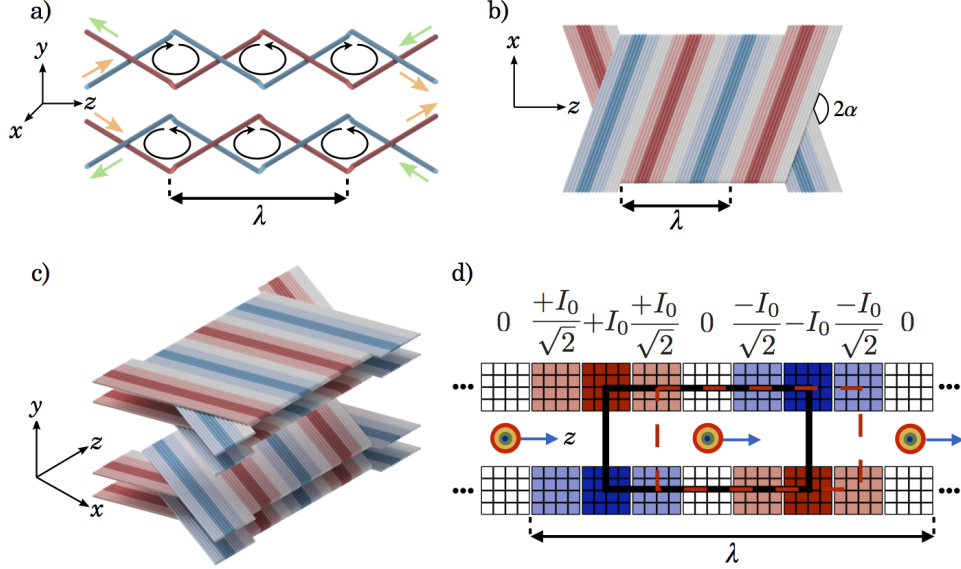 a)
y
z
x
λ
b)
x
z
2α
λ
c)
y
z
x
d)
0 +I₀/√2 +I₀ +I₀/√2 0 −I₀/√2 −I₀ −I₀/√2 0
••• •••
z
••• •••
λ